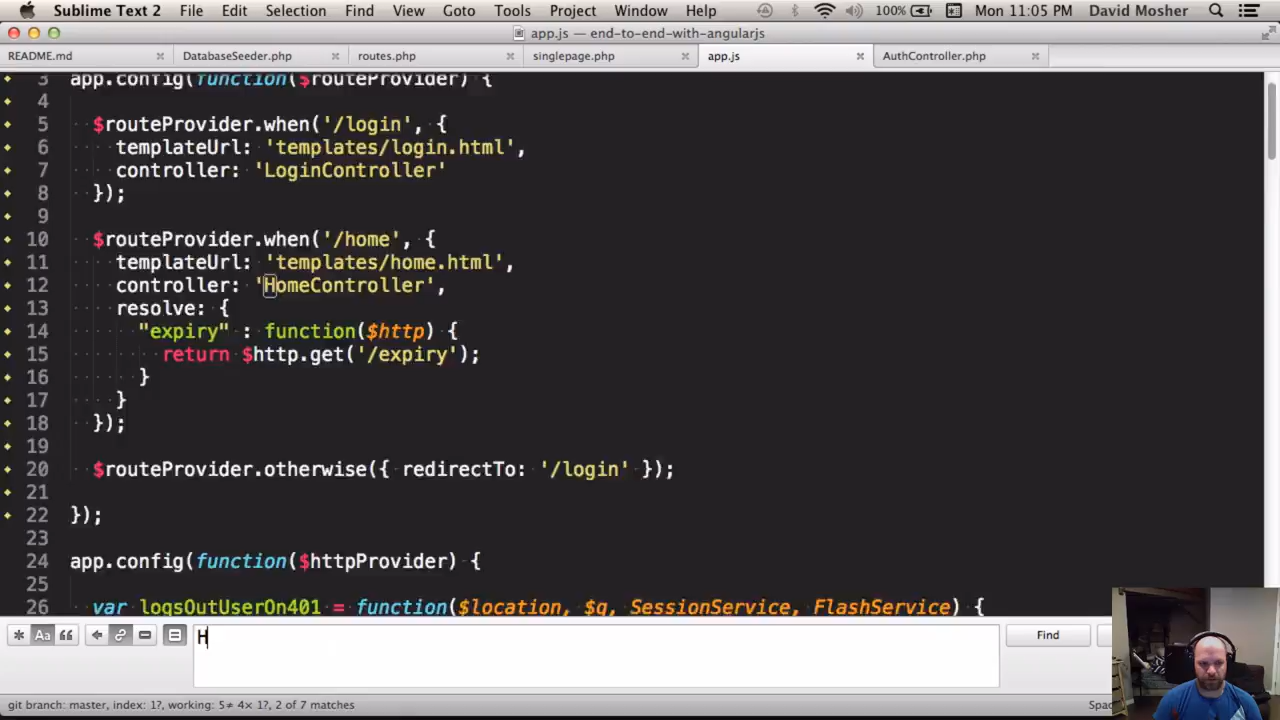 Sublime Text 2 File Edit Selection Find View Goto Tools Project Window Help 100% Mon 11:05 PM David Mosher
app.js — end-to-end-with-angularjs
README.md DatabaseSeeder.php routes.php singlepage.php app.js AuthController.php
3 app.config(function($routeProvider) {
4
5 $routeProvider.when('/login', {
6 templateUrl: 'templates/login.html',
7 controller: 'LoginController'
8 });
9
10 $routeProvider.when('/home', {
11 templateUrl: 'templates/home.html',
12 controller: 'HomeController',
13 resolve: {
14 "expiry" : function($http) {
15 return $http.get('/expiry');
16 }
17 }
18 });
19
20 $routeProvider.otherwise({ redirectTo: '/login' });
21
22 });
23
24 app.config(function($httpProvider) {
25
26 var logsOutUserOn401 = function($location, $q, SessionService, FlashService) {
Aa H Find
git branch: master, index: 1?, working: 5≠ 4× 1?, 2 of 7 matches